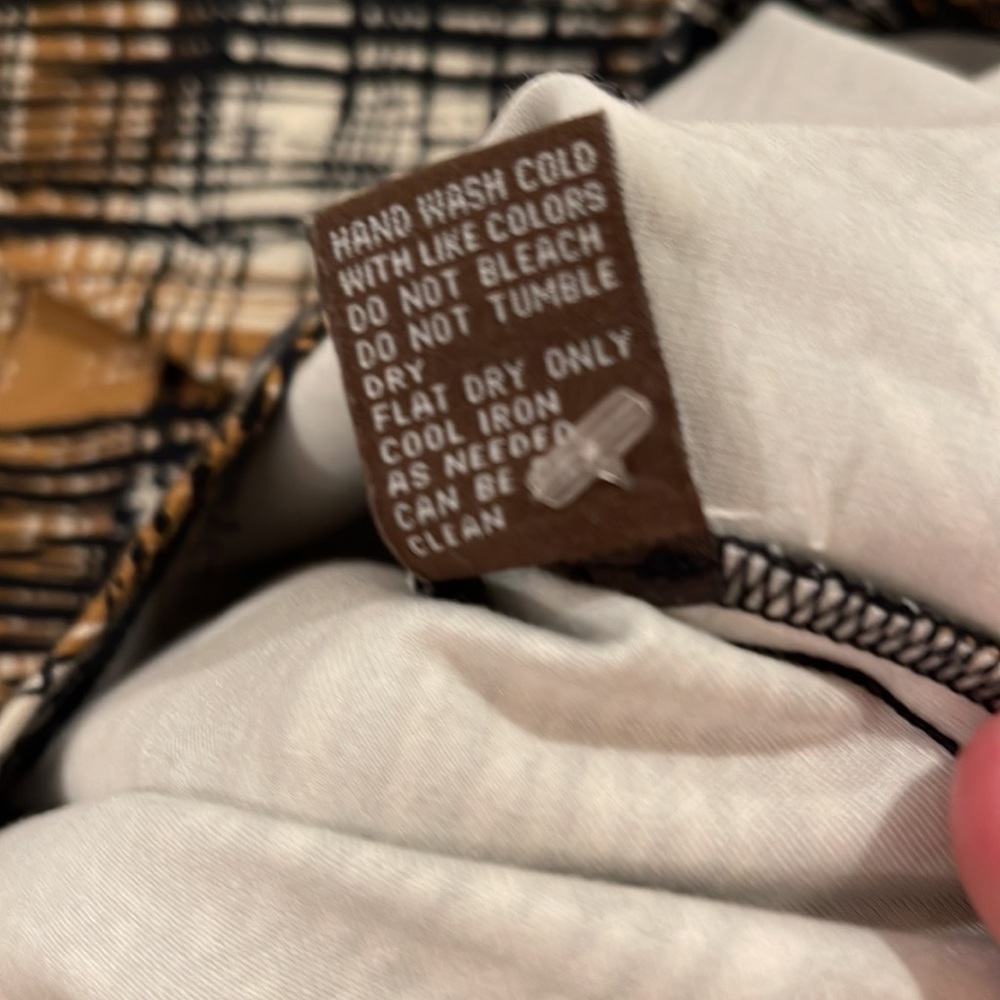 HAND WASH COLD
WITH LIKE COLORS
DO NOT BLEACH
DO NOT TUMBLE
DRY
FLAT DRY ONLY
COOL IRON
AS NEEDED
CAN BE
CLEAN